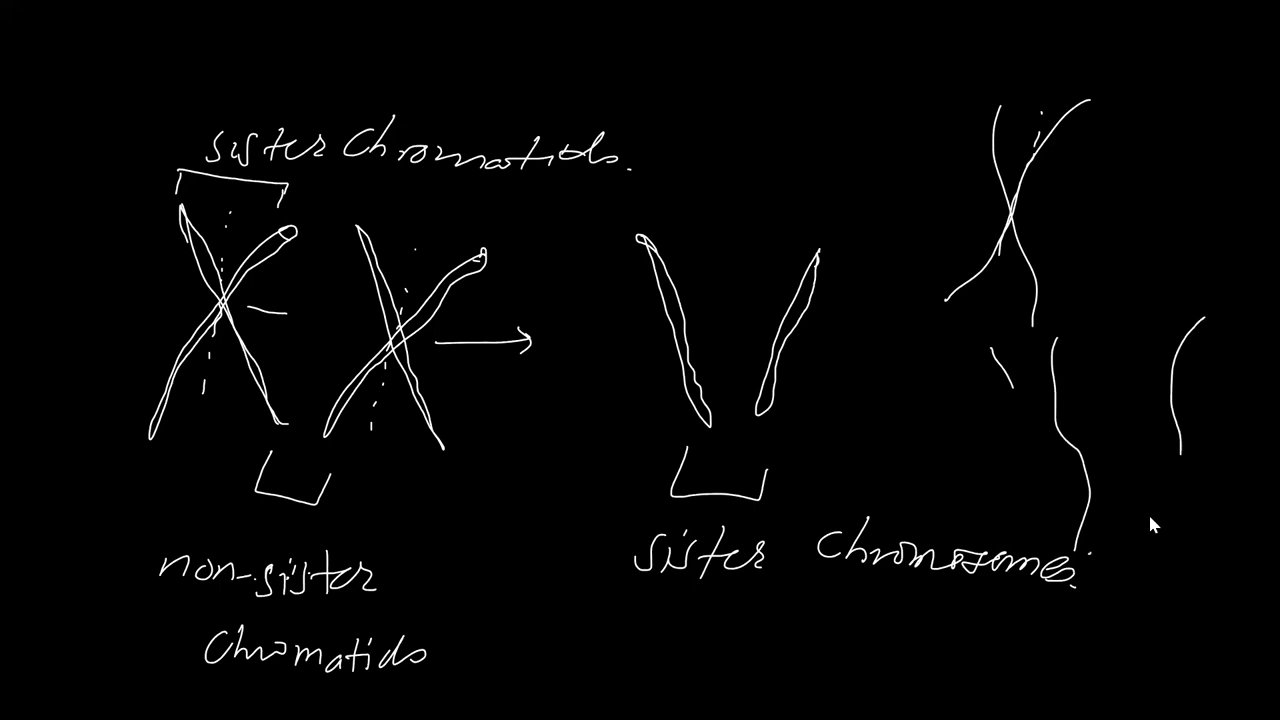 sister Chromatids.
non-sister
Chromatids
sister Chromosomes.